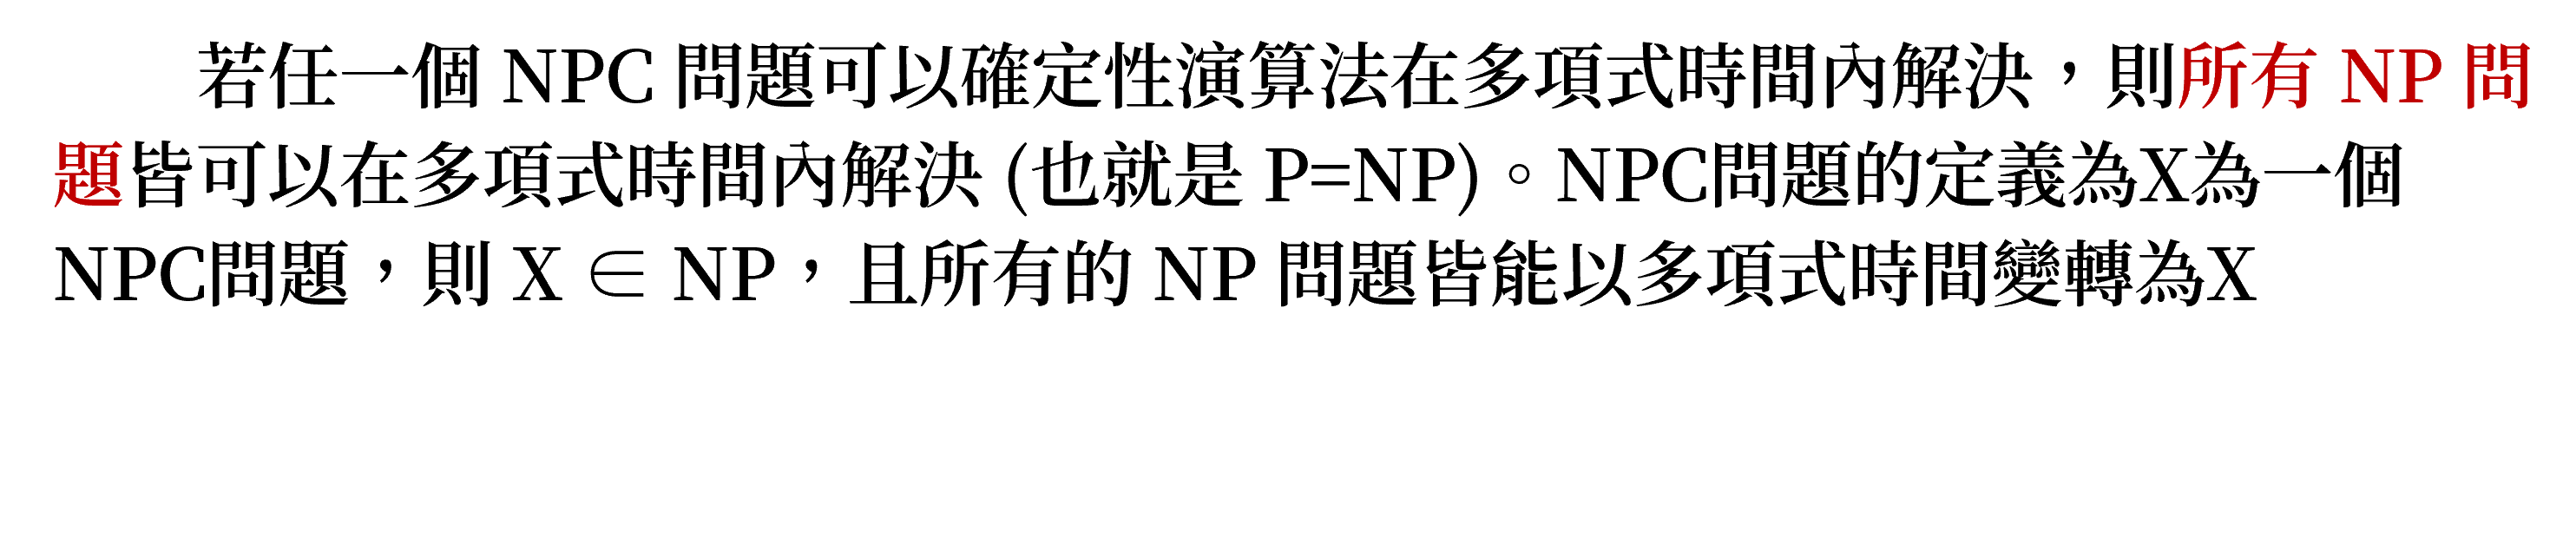 若任一個 NPC 問題可以確定性演算法在多項式時間內解決，則所有 NP 問
題皆可以在多項式時間內解決 (也就是 P=NP)。NPC問題的定義為X為一個
NPC問題，則 X ∈ NP，且所有的 NP 問題皆能以多項式時間變轉為X